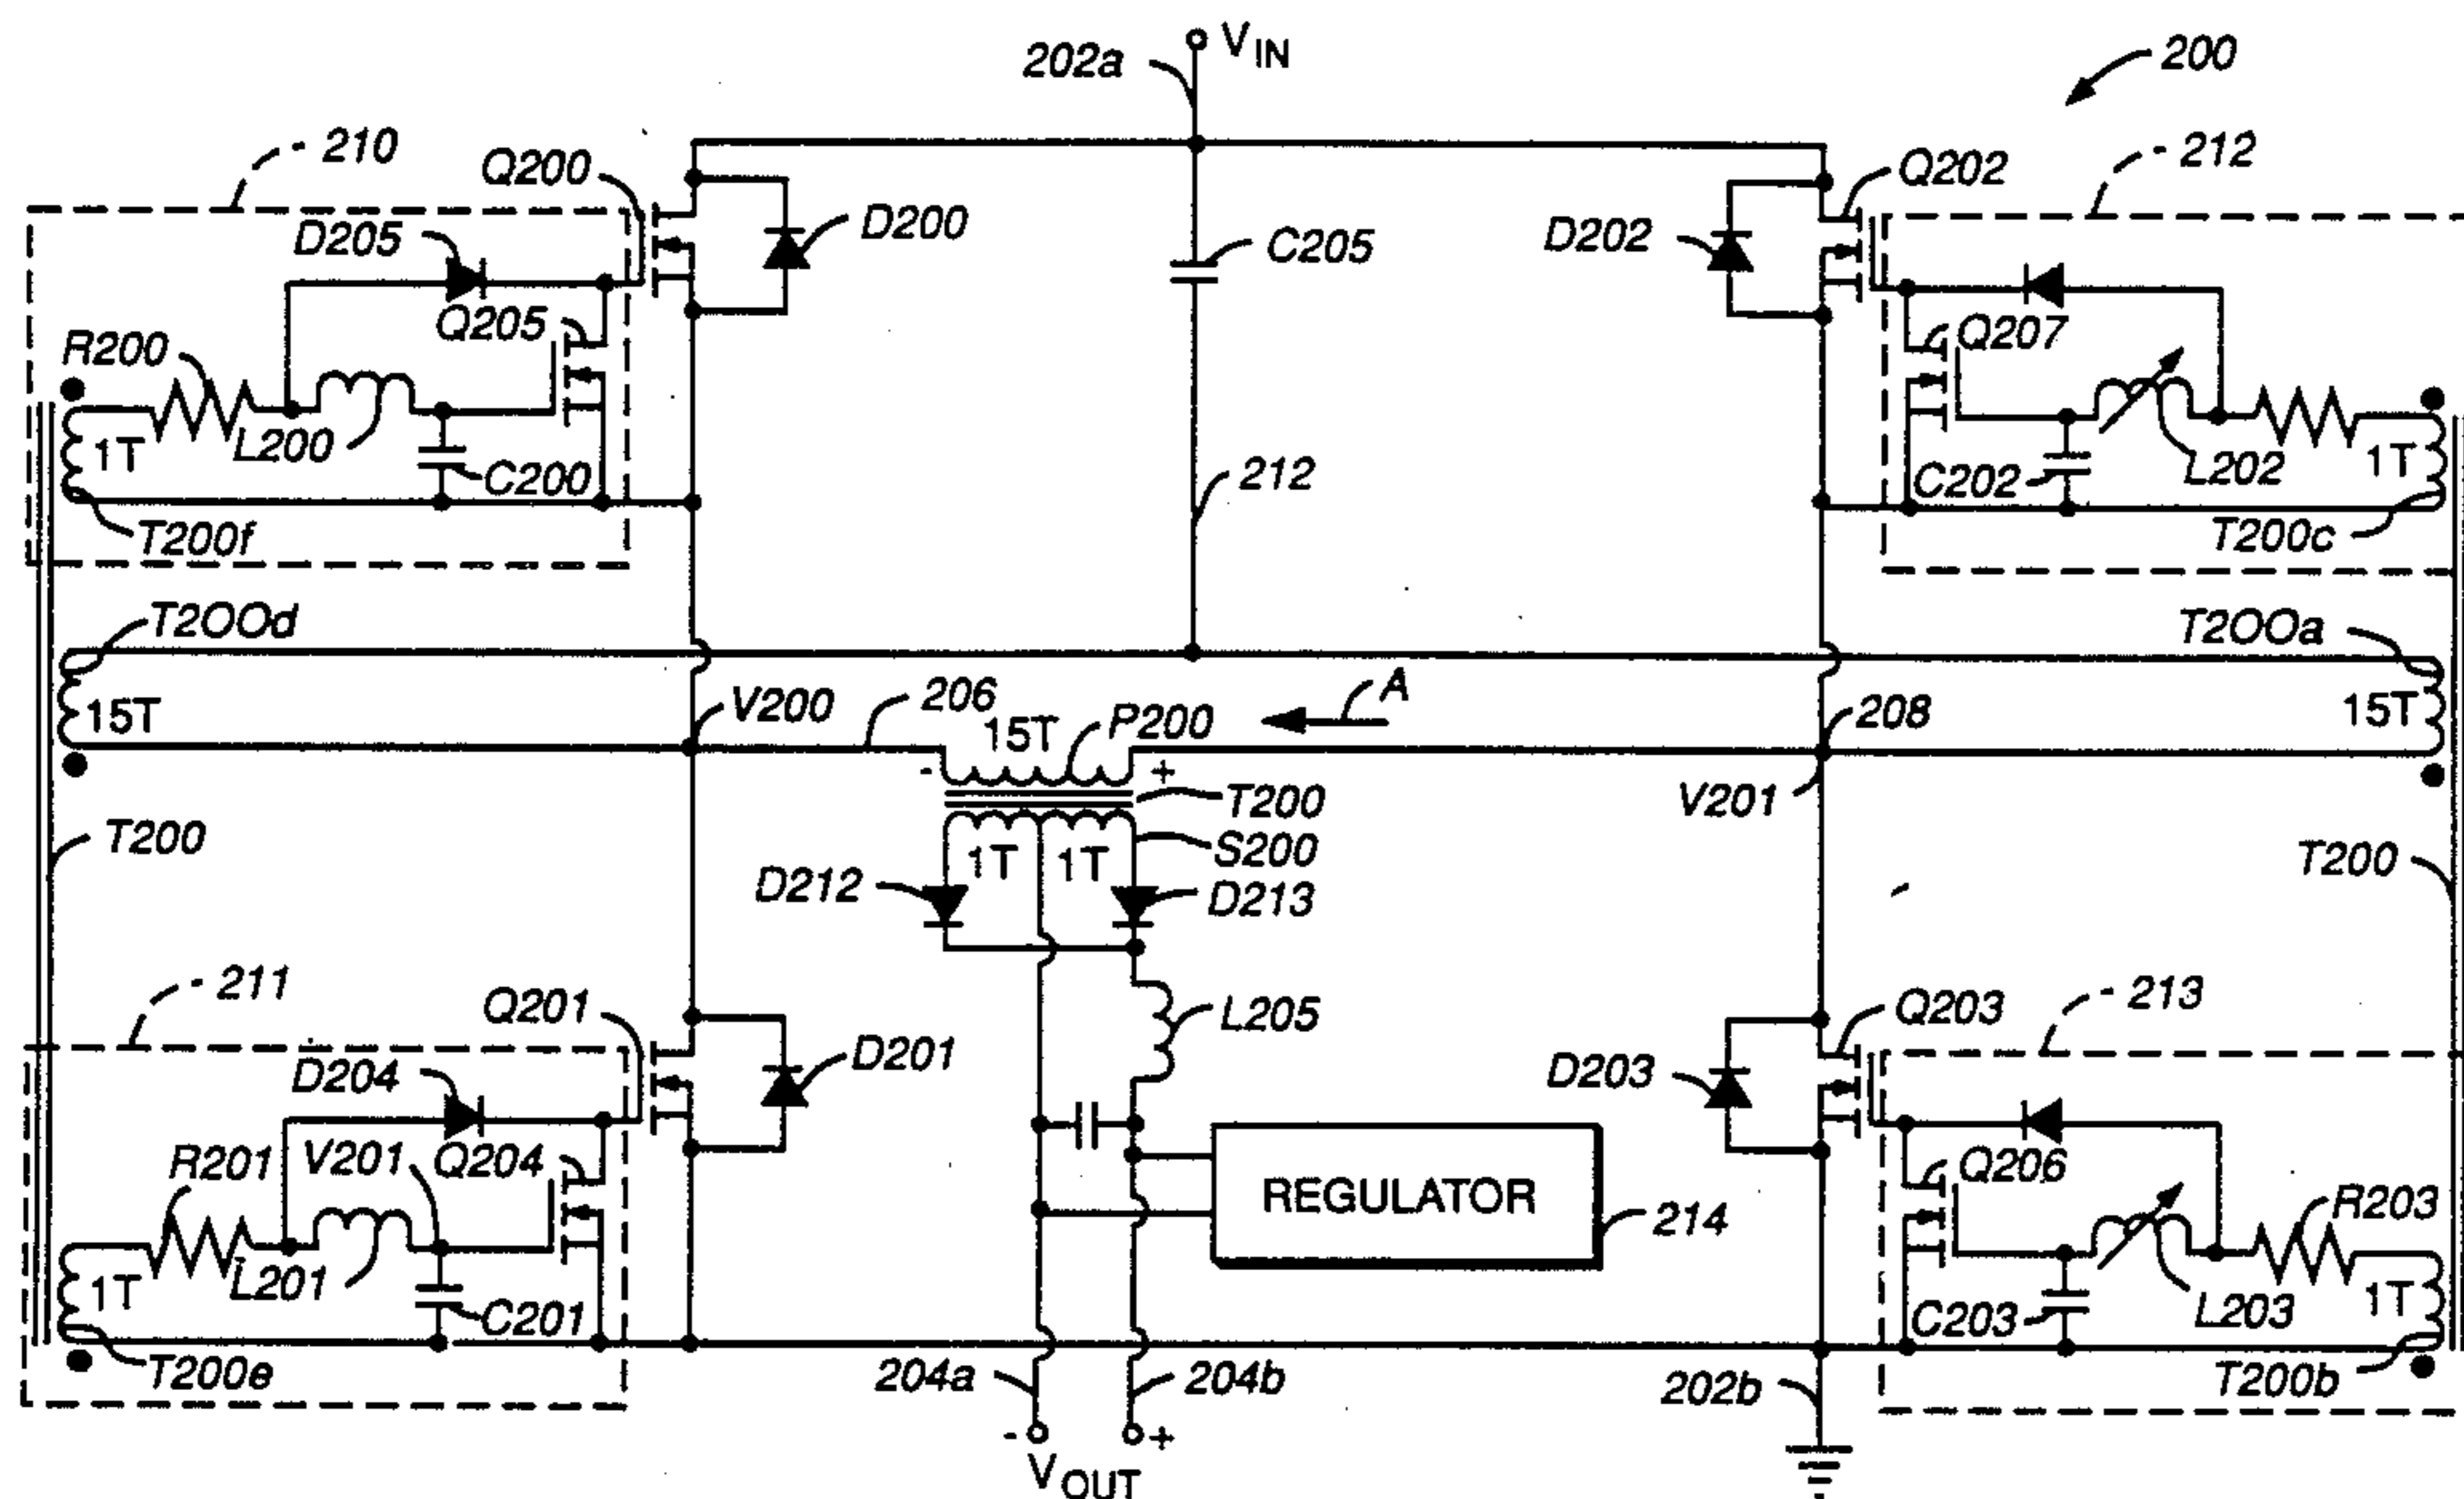 VIN
202a
200
210
Q200
212
Q202
D205
D200
C205
D202
Q205
Q207
R200
1T
L200
C200
212
C202
L202
1T
T200f
T200c
T200d
T200a
15T
V200
206
15T
P200
A
208
15T
-
+
T200
V201
T200
S200
T200
1T
1T
D212
D213
211
Q201
L205
Q203
213
D204
D201
D203
R201
V201
Q204
Q206
R203
REGULATOR
214
1T
L201
C201
C203
L203
1T
T200e
204a
204b
202b
T200b
-
+
VOUT